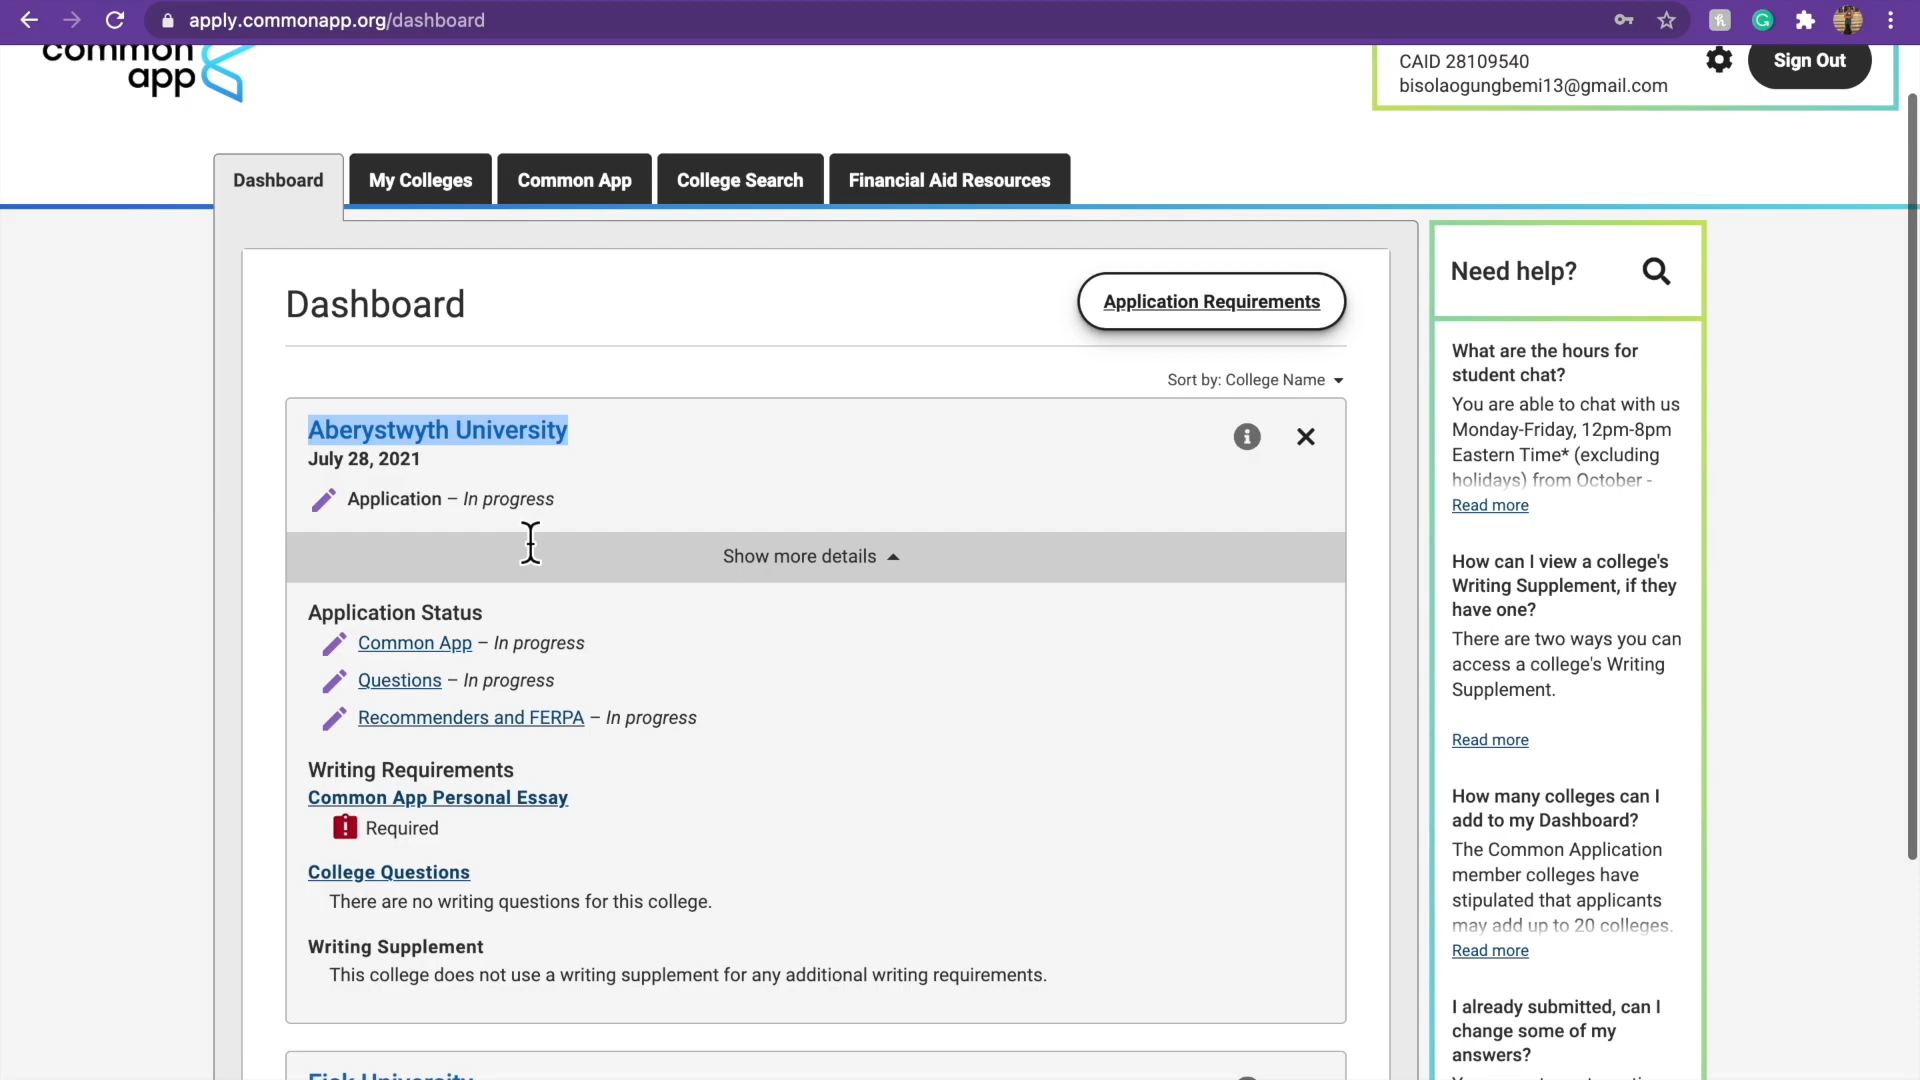 apply.commonapp.org/dashboard
common
app
CAID 28109540
bisolaogungbemi13@gmail.com
Sign Out
Dashboard
My Colleges
Common App
College Search
Financial Aid Resources
Dashboard
Application Requirements
Sort by: College Name
Aberystwyth University
July 28, 2021
Application – In progress
Show more details
Application Status
Common App – In progress
Questions – In progress
Recommenders and FERPA – In progress
Writing Requirements
Common App Personal Essay
Required
College Questions
There are no writing questions for this college.
Writing Supplement
This college does not use a writing supplement for any additional writing requirements.
Fisk University
Need help?
What are the hours for
student chat?
You are able to chat with us
Monday-Friday, 12pm-8pm
Eastern Time* (excluding
holidays) from October -
Read more
How can I view a college's
Writing Supplement, if they
have one?
There are two ways you can
access a college's Writing
Supplement.
Read more
How many colleges can I
add to my Dashboard?
The Common Application
member colleges have
stipulated that applicants
may add up to 20 colleges.
Read more
I already submitted, can I
change some of my
answers?